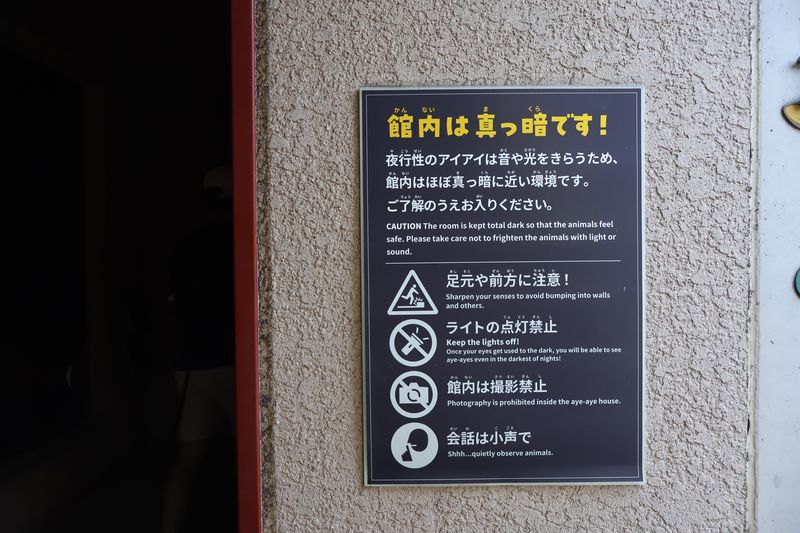 館内は真っ暗です！
夜行性のアイアイは音や光をきらうため、
館内はほぼ真っ暗に近い環境です。
ご了解のうえお入りください。
CAUTION The room is kept total dark so that the animals feel
safe. Please take care not to frighten the animals with light or
sound.
足元や前方に注意！
Sharpen your senses to avoid bumping into walls
and others.
ライトの点灯禁止
Keep the lights off!
Once your eyes get used to the dark, you will be able to see
aye-ayes even in the darkest of nights!
館内は撮影禁止
Photography is prohibited inside the aye-aye house.
会話は小声で
Shhh...quietly observe animals.